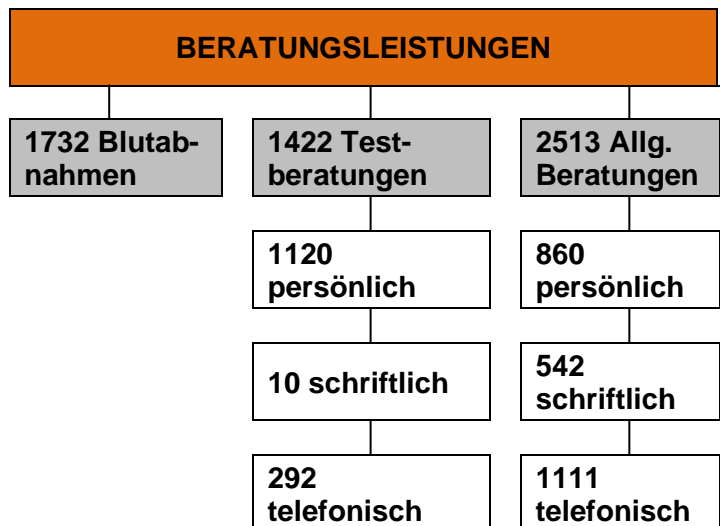 BERATUNGSLEISTUNGEN
1732 Blutab-
nahmen
1422 Test-
beratungen
2513 Allg.
Beratungen
1120
persönlich
860
persönlich
10 schriftlich
542
schriftlich
292
telefonisch
1111
telefonisch